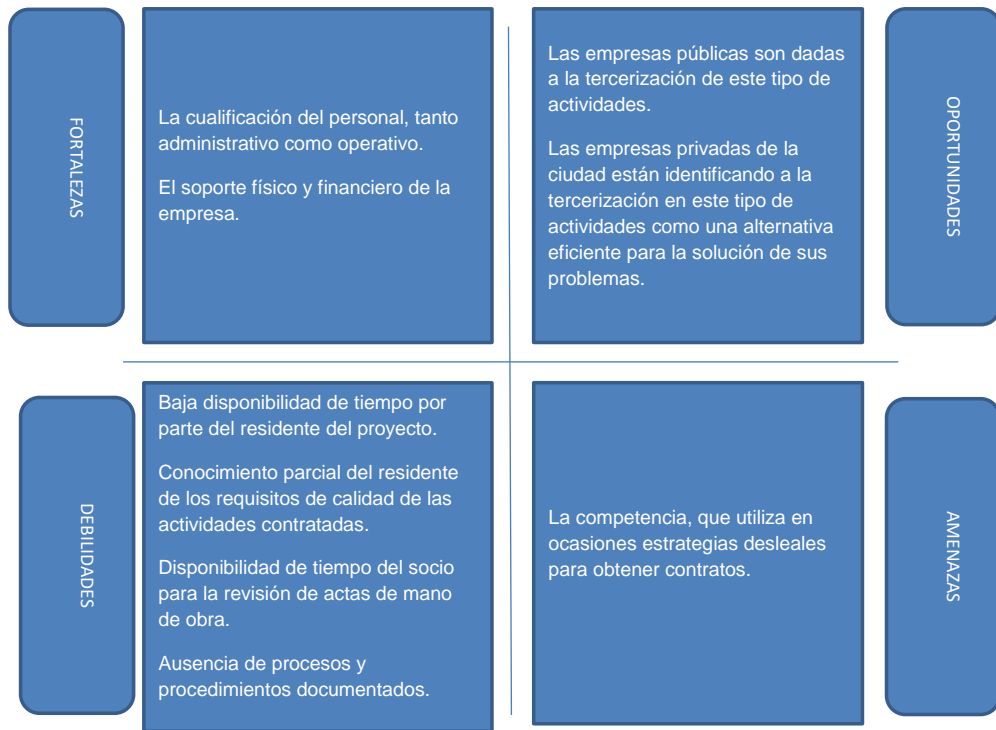 FORTALEZAS
La cualificación del personal, tanto
administrativo como operativo.
El soporte físico y financiero de la
empresa.
Las empresas públicas son dadas
a la tercerización de este tipo de
actividades.
Las empresas privadas de la
ciudad están identificando a la
tercerización en este tipo de
actividades como una alternativa
eficiente para la solución de sus
problemas.
OPORTUNIDADES
DEBILIDADES
Baja disponibilidad de tiempo por
parte del residente del proyecto.
Conocimiento parcial del residente
de los requisitos de calidad de las
actividades contratadas.
Disponibilidad de tiempo del socio
para la revisión de actas de mano
de obra.
Ausencia de procesos y
procedimientos documentados.
La competencia, que utiliza en
ocasiones estrategias desleales
para obtener contratos.
AMENAZAS